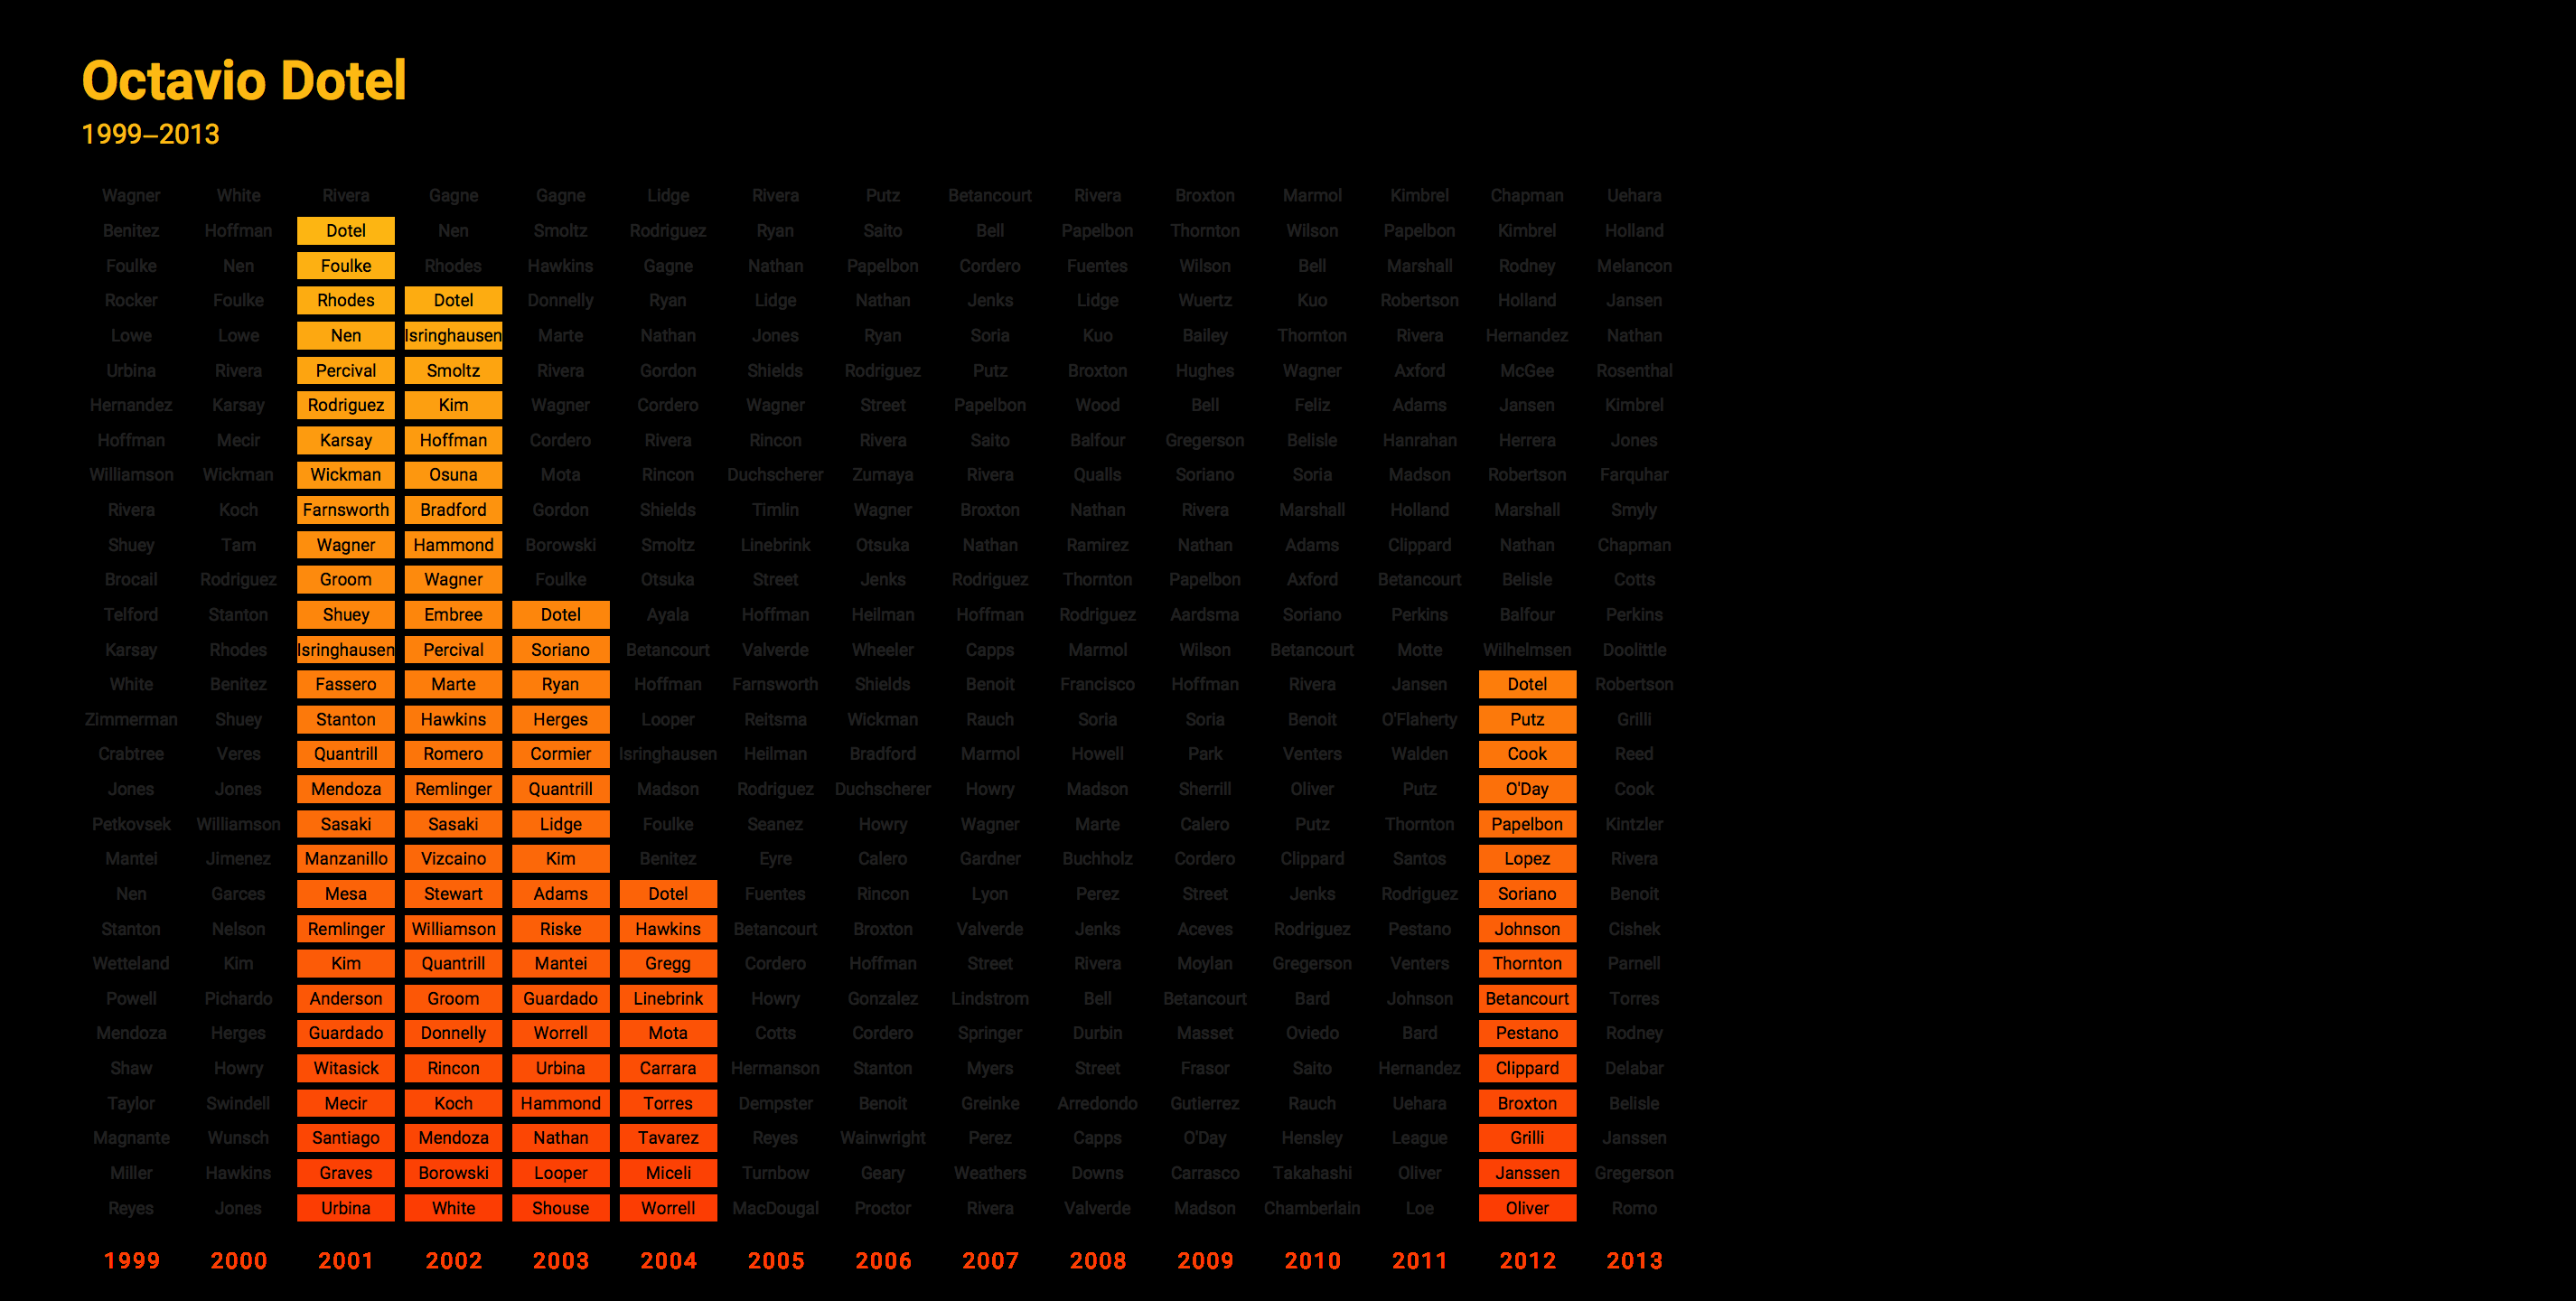 Octavio Dotel
1999–2013
Wagner White Rivera Gagne Gagne Lidge Rivera Putz Betancourt Rivera Broxton Marmol Kimbrel Chapman Uehara
Benitez Hoffman Dotel Nen Smoltz Rodriguez Ryan Saito Bell Papelbon Thornton Wilson Papelbon Kimbrel Holland
Foulke Nen Foulke Rhodes Hawkins Gagne Nathan Papelbon Cordero Fuentes Wilson Bell Marshall Rodney Melancon
Rocker Foulke Rhodes Dotel Donnelly Ryan Lidge Nathan Jenks Lidge Wuertz Kuo Robertson Holland Jansen
Lowe Lowe Nen Isringhausen Marte Nathan Jones Ryan Soria Kuo Bailey Thornton Rivera Hernandez Nathan
Urbina Rivera Percival Smoltz Rivera Gordon Shields Rodriguez Putz Broxton Hughes Wagner Axford McGee Rosenthal
Hernandez Karsay Rodriguez Kim Wagner Cordero Wagner Street Papelbon Wood Bell Feliz Adams Jansen Kimbrel
Hoffman Mecir Karsay Hoffman Cordero Rivera Rincon Rivera Saito Balfour Gregerson Belisle Hanrahan Herrera Jones
Williamson Wickman Wickman Osuna Mota Rincon Duchscherer Zumaya Rivera Qualls Soriano Soria Madson Robertson Farquhar
Rivera Koch Farnsworth Bradford Gordon Shields Timlin Wagner Broxton Nathan Rivera Marshall Holland Marshall Smyly
Shuey Tam Wagner Hammond Borowski Smoltz Linebrink Otsuka Nathan Ramirez Nathan Adams Clippard Nathan Chapman
Brocail Rodriguez Groom Wagner Foulke Otsuka Street Jenks Rodriguez Thornton Papelbon Axford Betancourt Belisle Cotts
Telford Stanton Shuey Embree Dotel Ayala Hoffman Heilman Hoffman Rodriguez Aardsma Soriano Perkins Balfour Perkins
Karsay Rhodes Isringhausen Percival Soriano Betancourt Valverde Wheeler Capps Marmol Wilson Betancourt Motte Wilhelmsen Doolittle
White Benitez Fassero Marte Ryan Hoffman Farnsworth Shields Benoit Francisco Hoffman Rivera Jansen Dotel Robertson
Zimmerman Shuey Stanton Hawkins Herges Looper Reitsma Wickman Rauch Soria Soria Benoit O'Flaherty Putz Grilli
Crabtree Veres Quantrill Romero Cormier Isringhausen Heilman Bradford Marmol Howell Park Venters Walden Cook Reed
Jones Jones Mendoza Remlinger Quantrill Madson Rodriguez Duchscherer Howry Madson Sherrill Oliver Putz O'Day Cook
Petkovsek Williamson Sasaki Sasaki Lidge Foulke Seanez Howry Wagner Marte Calero Putz Thornton Papelbon Kintzler
Mantei Jimenez Manzanillo Vizcaino Kim Benitez Eyre Calero Gardner Buchholz Cordero Clippard Santos Lopez Rivera
Nen Garces Mesa Stewart Adams Dotel Fuentes Rincon Lyon Perez Street Jenks Rodriguez Soriano Benoit
Stanton Nelson Remlinger Williamson Riske Hawkins Betancourt Broxton Valverde Jenks Aceves Rodriguez Pestano Johnson Cishek
Wetteland Kim Kim Quantrill Mantei Gregg Cordero Hoffman Street Rivera Moylan Gregerson Venters Thornton Parnell
Powell Pichardo Anderson Groom Guardado Linebrink Howry Gonzalez Lindstrom Bell Betancourt Bard Johnson Betancourt Torres
Mendoza Herges Guardado Donnelly Worrell Mota Cotts Cordero Springer Durbin Masset Oviedo Bard Pestano Rodney
Shaw Howry Witasick Rincon Urbina Carrara Hermanson Stanton Myers Street Frasor Saito Hernandez Clippard Delabar
Taylor Swindell Mecir Koch Hammond Torres Dempster Benoit Greinke Arredondo Gutierrez Rauch Uehara Broxton Belisle
Magnante Wunsch Santiago Mendoza Nathan Tavarez Reyes Wainwright Perez Capps O'Day Hensley League Grilli Janssen
Miller Hawkins Graves Borowski Looper Miceli Turnbow Geary Weathers Downs Carrasco Takahashi Oliver Janssen Gregerson
Reyes Jones Urbina White Shouse Worrell MacDougal Proctor Rivera Valverde Madson Chamberlain Loe Oliver Romo
1999 2000 2001 2002 2003 2004 2005 2006 2007 2008 2009 2010 2011 2012 2013